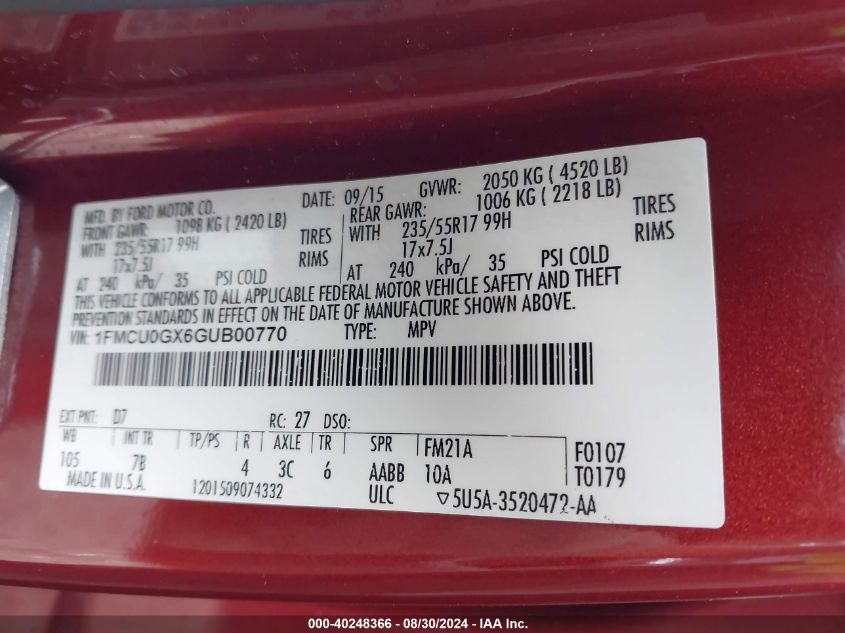 MFD. BY FORD MOTOR CO.
DATE: 09/15 GVWR: 2050 KG ( 4520 LB)
FRONT GAWR: 1098 KG ( 2420 LB)
REAR GAWR: 1006 KG ( 2218 LB)
WITH 235/55R17 99H TIRES
WITH 235/55R17 99H TIRES
17x7.5J RIMS
17x7.5J RIMS
AT 240 kPa/ 35 PSI COLD
AT 240 kPa/ 35 PSI COLD
THIS VEHICLE CONFORMS TO ALL APPLICABLE FEDERAL MOTOR VEHICLE SAFETY AND THEFT
PREVENTION STANDARDS IN EFFECT ON THE DATE OF MANUFACTURE SHOWN ABOVE.
VIN: 1FMCU0GX6GUB00770 TYPE: MPV
EXT PNT: D7 RC: 27 DSO:
WB INT TR TP/PS R AXLE TR SPR FM21A F0107
105 7B 4 3C 6 AABB 10A T0179
MADE IN U.S.A. 1201509074332 ULC ▽5U5A-3520472-AA
000-40248366 - 08/30/2024 - IAA Inc.